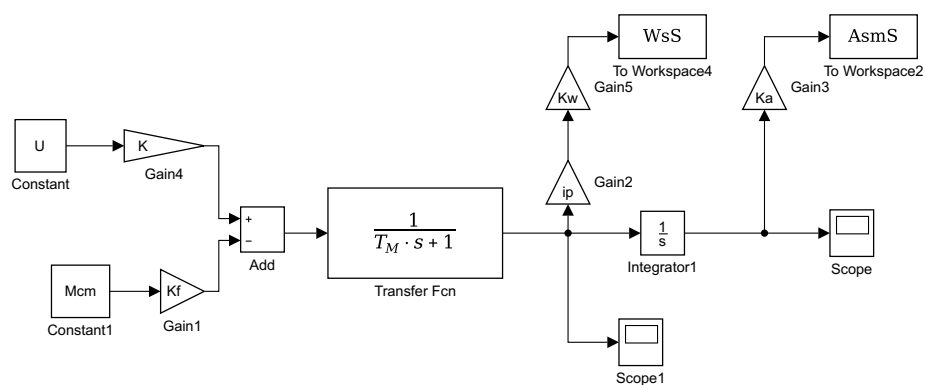 WsS
To Workspace4
AsmS
To Workspace2
Kw
Gain5
Ka
Gain3
U
Constant
K
Gain4
ip
Gain2
+
−
Add
1
T_M · s + 1
Transfer Fcn
1
s
Integrator1
Scope
Mcm
Constant1
Kf
Gain1
Scope1